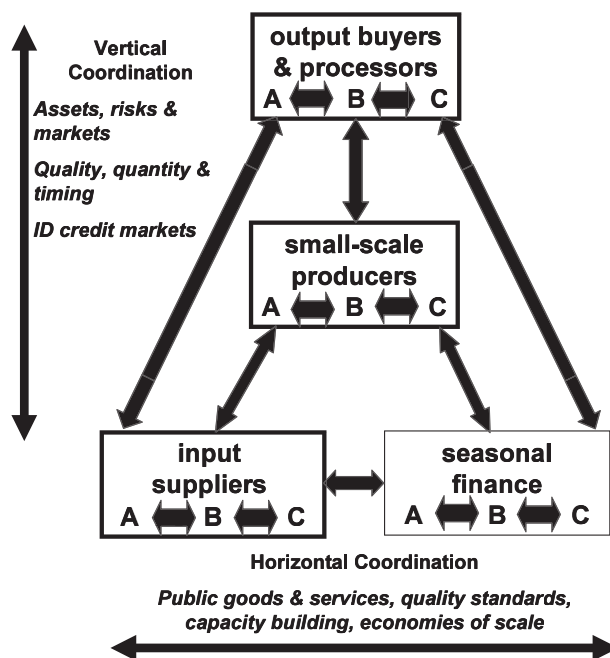 output buyers
& processors
A B C
Vertical
Coordination
Assets, risks &
markets
Quality, quantity &
timing
ID credit markets
small-scale
producers
A B C
input
suppliers
A B C
seasonal
finance
A B C
Horizontal Coordination
Public goods & services, quality standards,
capacity building, economies of scale